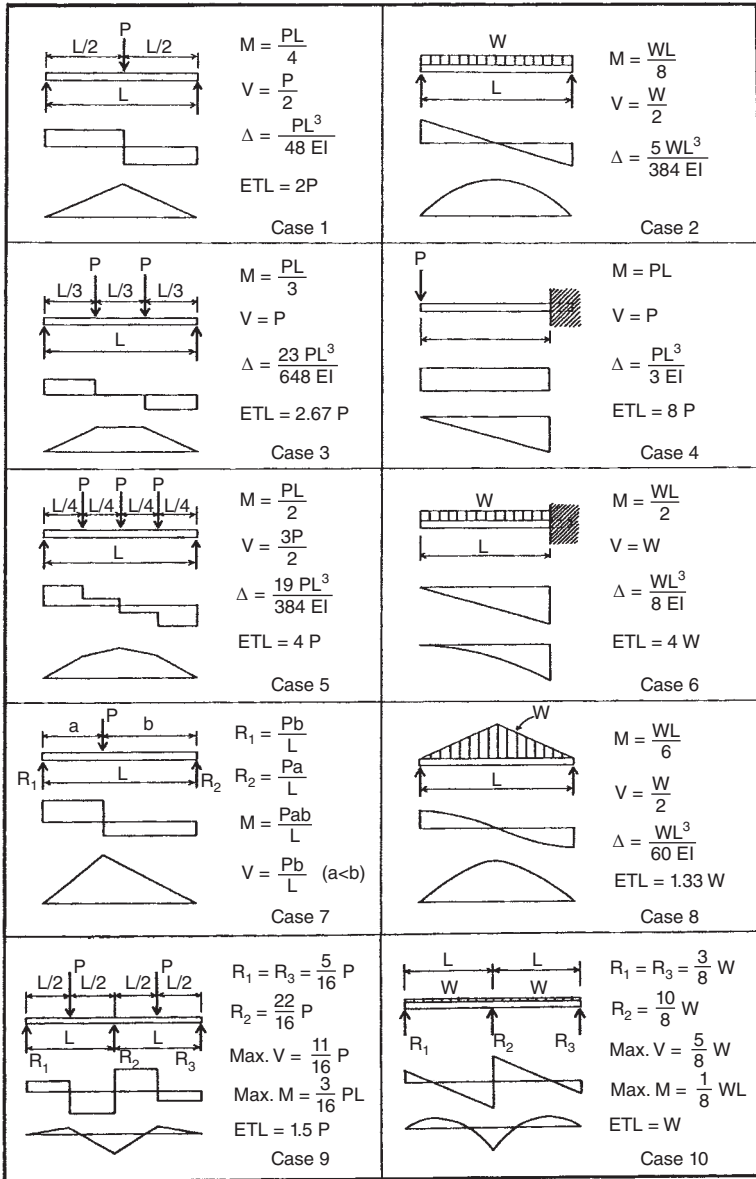 P
L/2 L/2
L
M = PL/4
V = P/2
Δ = PL³/48 EI
ETL = 2P
Case 1
W
L
M = WL/8
V = W/2
Δ = 5 WL³/384 EI
Case 2
P P
L/3 L/3 L/3
L
M = PL/3
V = P
Δ = 23 PL³/648 EI
ETL = 2.67 P
Case 3
P
M = PL
V = P
Δ = PL³/3 EI
ETL = 8 P
Case 4
P P P
L/4 L/4 L/4 L/4
L
M = PL/2
V = 3P/2
Δ = 19 PL³/384 EI
ETL = 4 P
Case 5
W
L
M = WL/2
V = W
Δ = WL³/8 EI
ETL = 4 W
Case 6
P
a b
L
R₁ R₂
R₁ = Pb/L
R₂ = Pa/L
M = Pab/L
V = Pb/L (a<b)
Case 7
W
L
M = WL/6
V = W/2
Δ = WL³/60 EI
ETL = 1.33 W
Case 8
P
L/2 L/2 L/2 L/2
L L
R₁ R₂ R₃
R₁ = R₃ = 5/16 P
R₂ = 22/16 P
Max. V = 11/16 P
Max. M = 3/16 PL
ETL = 1.5 P
Case 9
L L
W W
R₁ R₂ R₃
R₁ = R₃ = 3/8 W
R₂ = 10/8 W
Max. V = 5/8 W
Max. M = 1/8 WL
ETL = W
Case 10